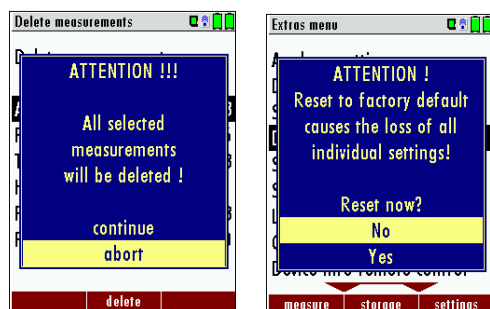 Delete measurements
ATTENTION !!!
All selected
measurements
will be deleted !
continue
abort
delete
Extras menu
ATTENTION !
Reset to factory default
causes the loss of all
individual settings!
Reset now?
No
Yes
measure storage settings